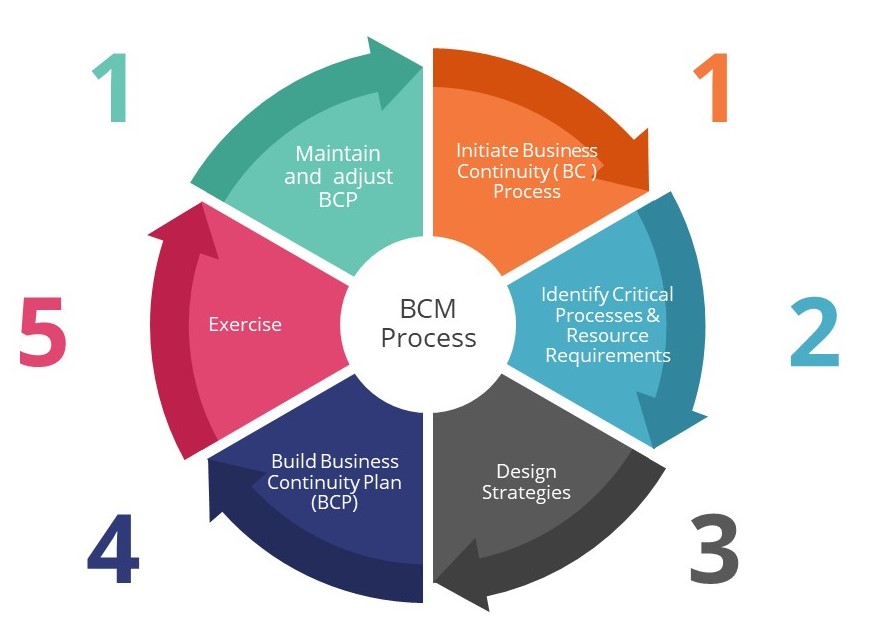 1
1
Maintain
and adjust
BCP
Initiate Business
Continuity ( BC )
Process
5
Exercise
BCM
Process
Identify Critical
Processes &
Resource
Requirements
2
Build Business
Continuity Plan
(BCP)
Design
Strategies
4
3